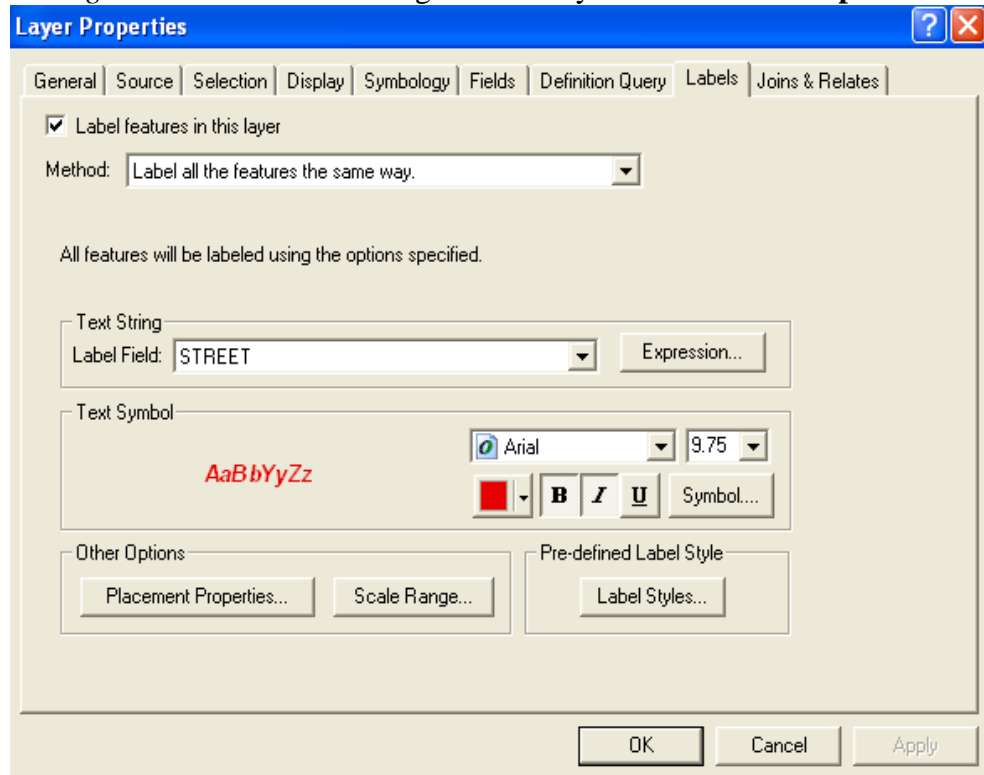 Layer Properties
General Source Selection Display Symbology Fields Definition Query Labels Joins & Relates
Label features in this layer
Method: Label all the features the same way.
All features will be labeled using the options specified.
Text String
Label Field: STREET Expression...
Text Symbol
AaBbYyZz
Arial 9.75
B I U Symbol....
Other Options
Placement Properties... Scale Range...
Pre-defined Label Style
Label Styles...
OK Cancel Apply